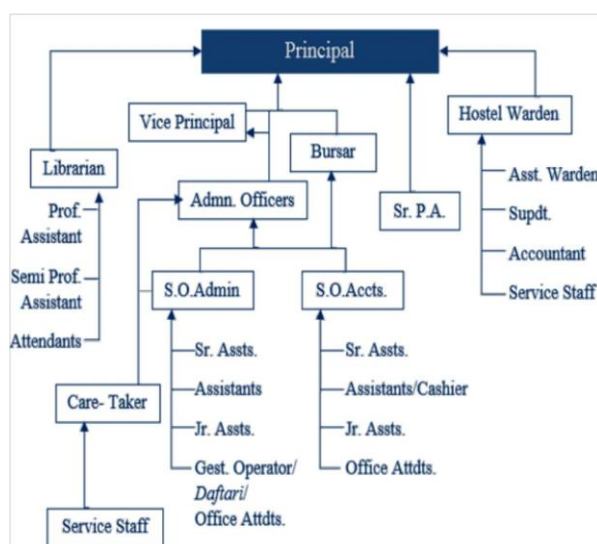 Principal
Vice Principal
Hostel Warden
Bursar
Librarian
Asst. Warden
Admn. Officers
Sr. P.A.
Prof.
Assistant
Supdt.
Accountant
Semi Prof.
Assistant
S.O.Admin
S.O.Accts.
Service Staff
Attendants
Sr. Assts.
Sr. Assts.
Care- Taker
Assistants
Assistants/Cashier
Jr. Assts.
Jr. Assts.
Gest. Operator/
Daftari/
Office Attdts.
Office Attdts.
Service Staff